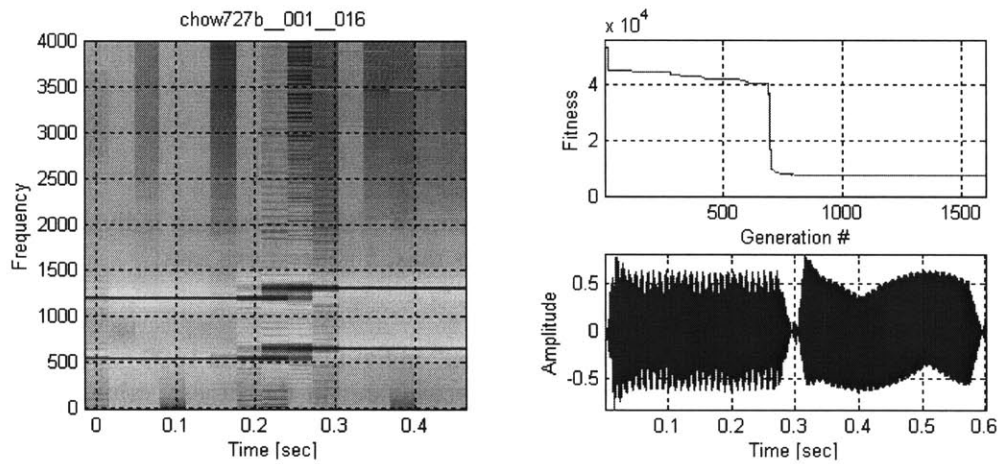 chow727b__001__016
4000
3500
3000
2500
2000
1500
1000
500
0
Frequency
0 0.1 0.2 0.3 0.4
Time [sec]
x 10^4
4
2
0
Fitness
500 1000 1500
Generation #
0.5
0
-0.5
Amplitude
0.1 0.2 0.3 0.4 0.5 0.6
Time [sec]